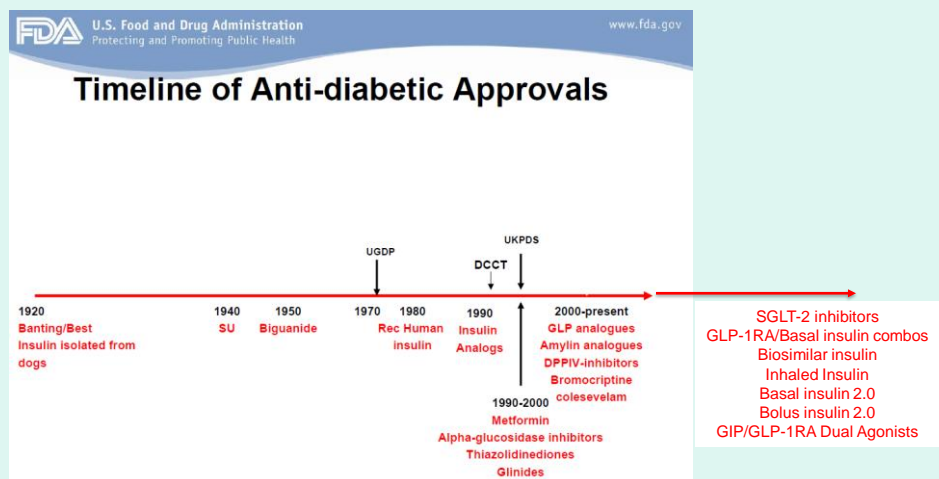 FDA
U.S. Food and Drug Administration
Protecting and Promoting Public Health
www.fda.gov
Timeline of Anti-diabetic Approvals
UGDP
DCCT
UKPDS
1920
Banting/Best
Insulin isolated from
dogs
1940
SU
1950
Biguanide
1970
1980
Rec Human
insulin
1990
Insulin
Analogs
1990-2000
Metformin
Alpha-glucosidase inhibitors
Thiazolidinediones
Glinides
2000-present
GLP analogues
Amylin analogues
DPPIV-inhibitors
Bromocriptine
colesevelam
SGLT-2 inhibitors
GLP-1RA/Basal insulin combos
Biosimilar insulin
Inhaled Insulin
Basal insulin 2.0
Bolus insulin 2.0
GIP/GLP-1RA Dual Agonists